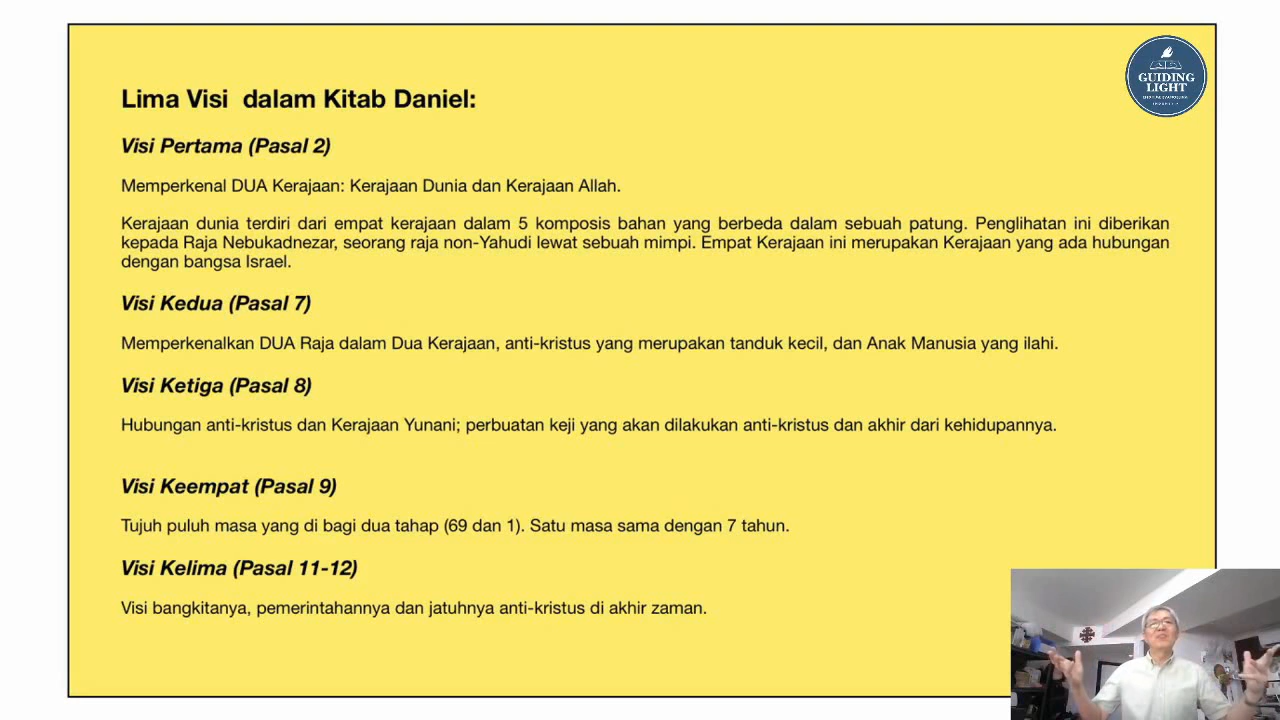 GUIDING
LIGHT
Lima Visi  dalam Kitab Daniel:
Visi Pertama (Pasal 2)
Memperkenal DUA Kerajaan: Kerajaan Dunia dan Kerajaan Allah.
Kerajaan dunia terdiri dari empat kerajaan dalam 5 komposis bahan yang berbeda dalam sebuah patung. Penglihatan ini diberikan
kepada Raja Nebukadnezar, seorang raja non-Yahudi lewat sebuah mimpi. Empat Kerajaan ini merupakan Kerajaan yang ada hubungan
dengan bangsa Israel.
Visi Kedua (Pasal 7)
Memperkenalkan DUA Raja dalam Dua Kerajaan, anti-kristus yang merupakan tanduk kecil, dan Anak Manusia yang ilahi.
Visi Ketiga (Pasal 8)
Hubungan anti-kristus dan Kerajaan Yunani; perbuatan keji yang akan dilakukan anti-kristus dan akhir dari kehidupannya.
Visi Keempat (Pasal 9)
Tujuh puluh masa yang di bagi dua tahap (69 dan 1). Satu masa sama dengan 7 tahun.
Visi Kelima (Pasal 11-12)
Visi bangkitanya, pemerintahannya dan jatuhnya anti-kristus di akhir zaman.